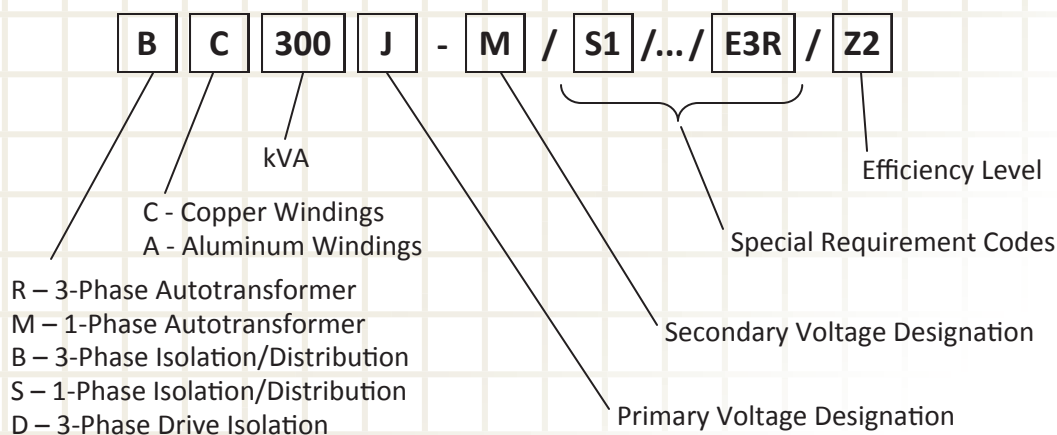 B C 300 J - M / S1 /.../ E3R / Z2
kVA
Efficiency Level
C - Copper Windings
A - Aluminum Windings
Special Requirement Codes
R – 3-Phase Autotransformer
M – 1-Phase Autotransformer
B – 3-Phase Isolation/Distribution
S – 1-Phase Isolation/Distribution
D – 3-Phase Drive Isolation
Secondary Voltage Designation
Primary Voltage Designation